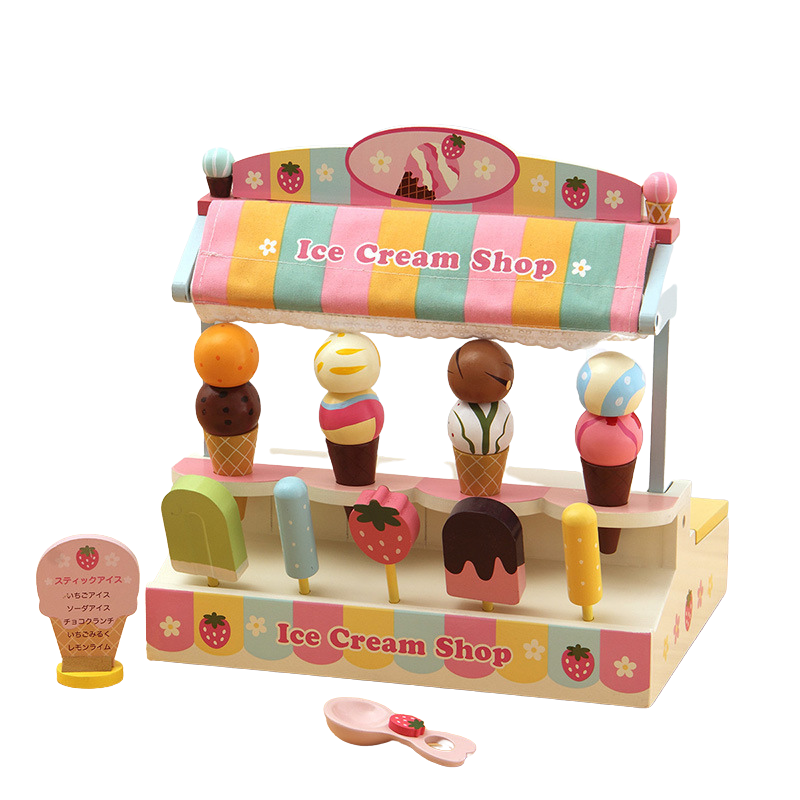 Ice Cream Shop
スティックアイス
いちごアイス
ソーダアイス
チョコクランチ
いちごみるく
レモンライム
Ice Cream Shop